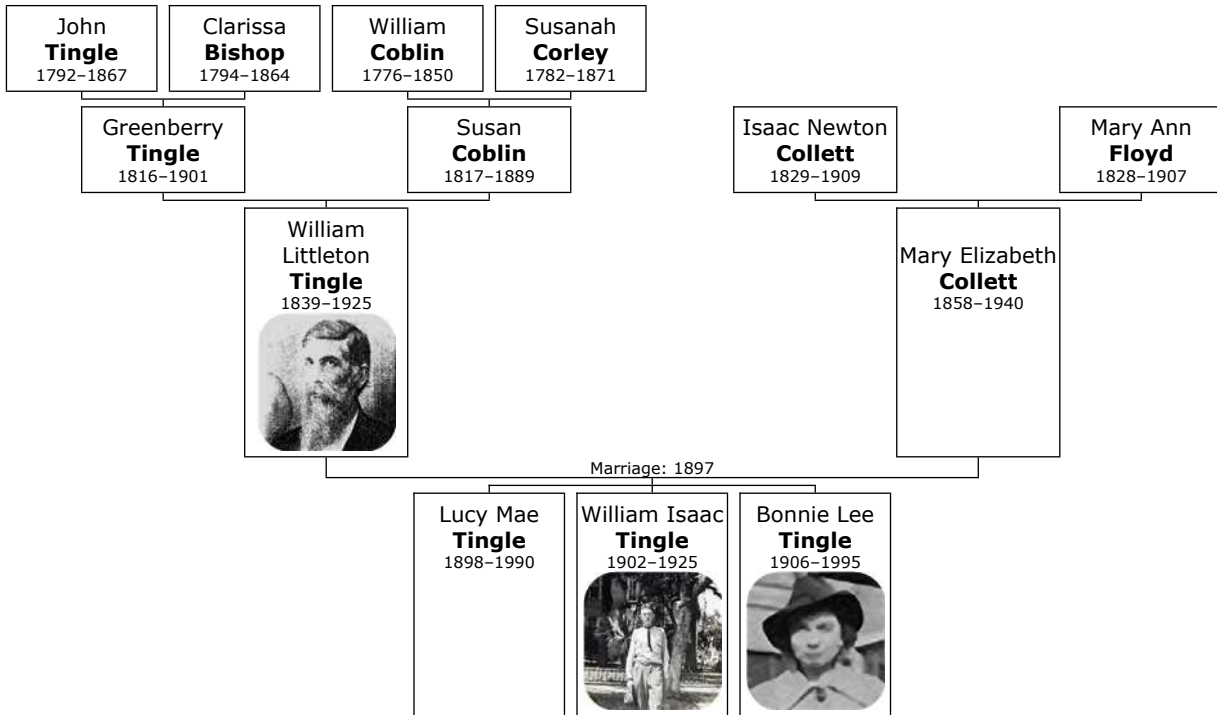 John
Tingle
1792–1867
Clarissa
Bishop
1794–1864
William
Coblin
1776–1850
Susanah
Corley
1782–1871
Greenberry
Tingle
1816–1901
Susan
Coblin
1817–1889
Isaac Newton
Collett
1829–1909
Mary Ann
Floyd
1828–1907
William
Littleton
Tingle
1839–1925
Mary Elizabeth
Collett
1858–1940
Marriage: 1897
Lucy Mae
Tingle
1898–1990
William Isaac
Tingle
1902–1925
Bonnie Lee
Tingle
1906–1995